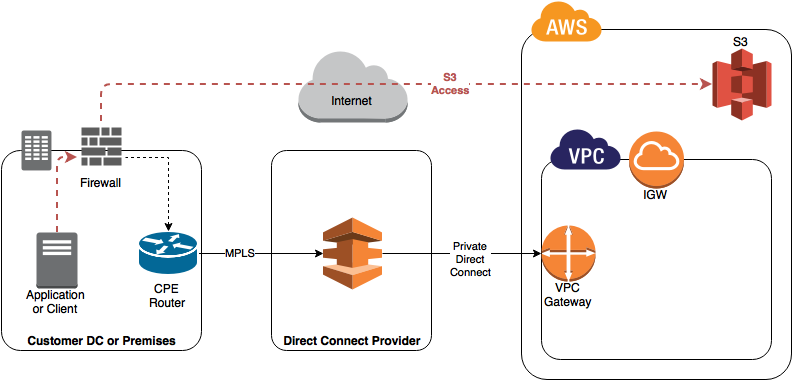 AWS
S3
S3
Access
Internet
VPC
IGW
Firewall
MPLS
Private
Direct
Connect
Application
or Client
CPE
Router
VPC
Gateway
Customer DC or Premises
Direct Connect Provider